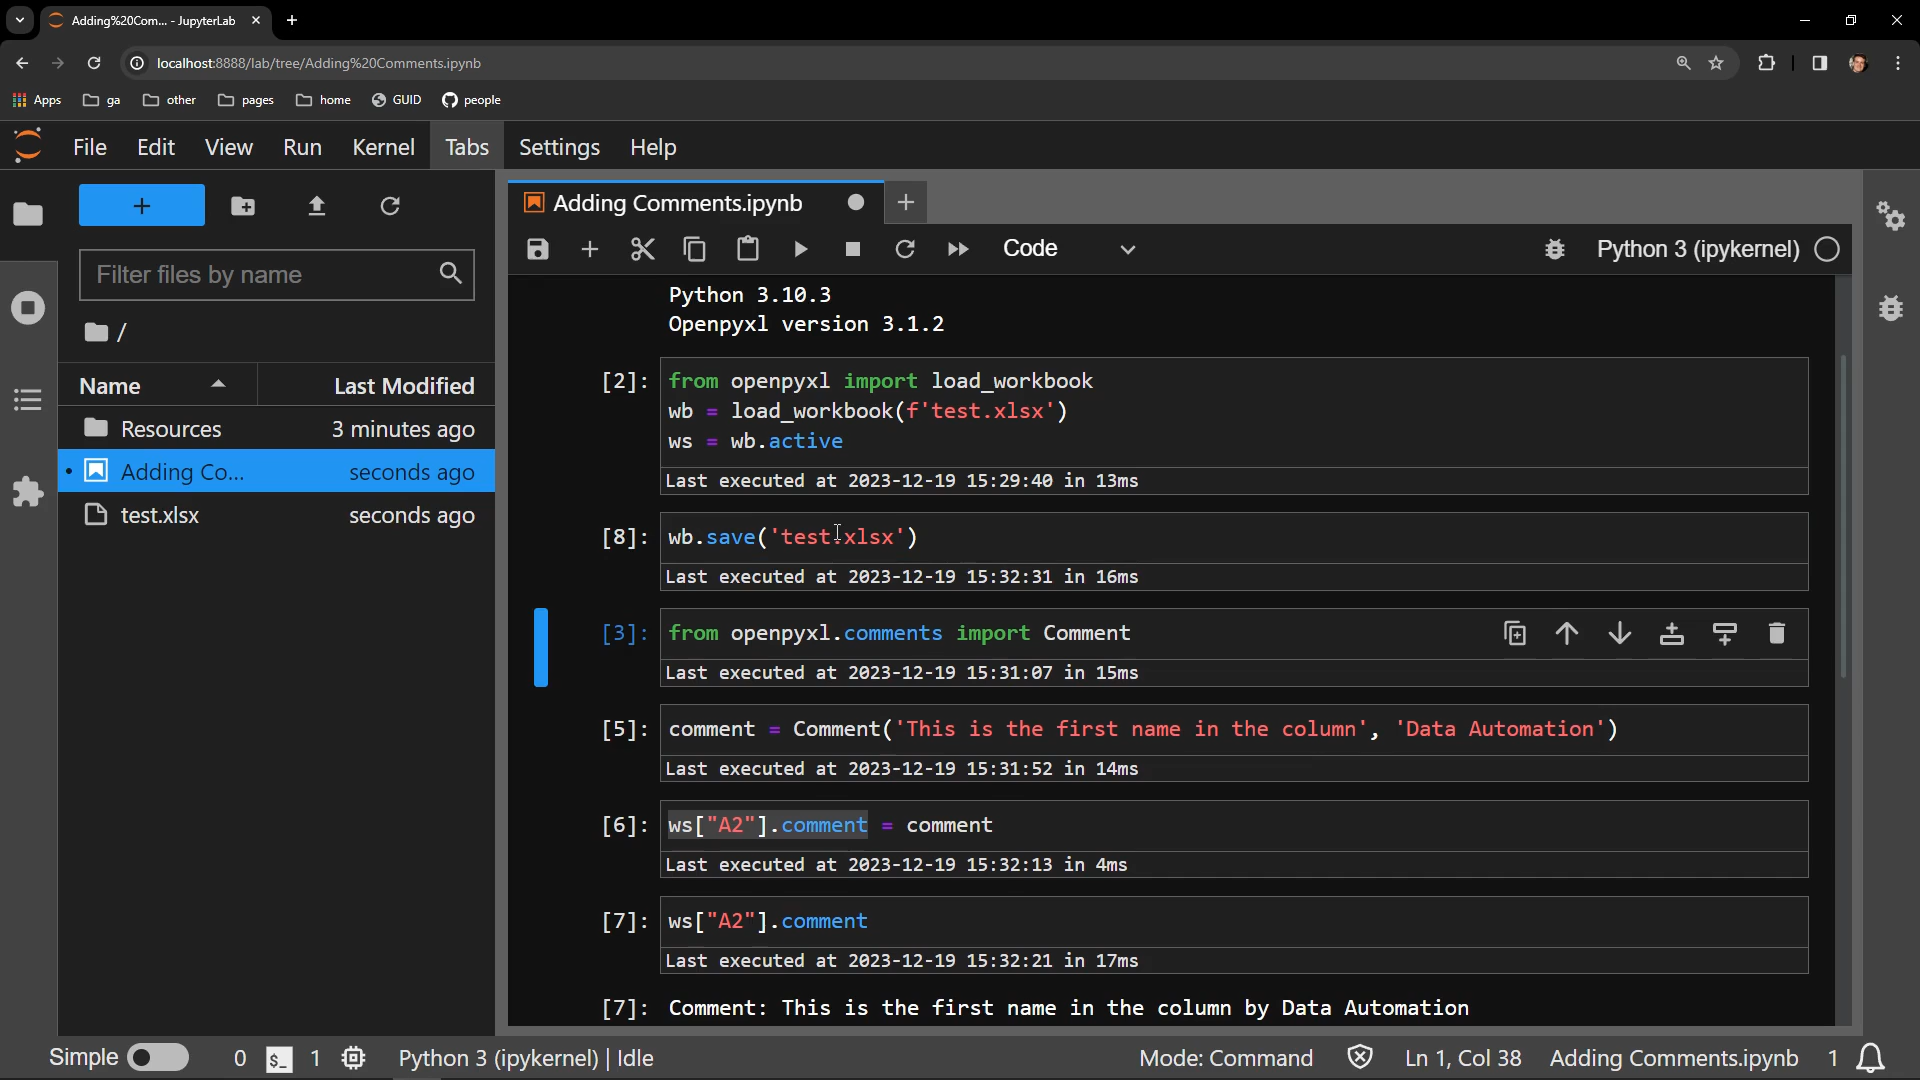 Adding%20Com... - JupyterLab
localhost:8888/lab/tree/Adding%20Comments.ipynb
Apps ga other pages home GUID people
File Edit View Run Kernel Tabs Settings Help
Adding Comments.ipynb
Code
Python 3 (ipykernel)
Filter files by name
/
Name Last Modified
Resources 3 minutes ago
Adding Co... seconds ago
test.xlsx seconds ago
Python 3.10.3
Openpyxl version 3.1.2
[2]: from openpyxl import load_workbook
wb = load_workbook(f'test.xlsx')
ws = wb.active
Last executed at 2023-12-19 15:29:40 in 13ms
[8]: wb.save('test.xlsx')
Last executed at 2023-12-19 15:32:31 in 16ms
[3]: from openpyxl.comments import Comment
Last executed at 2023-12-19 15:31:07 in 15ms
[5]: comment = Comment('This is the first name in the column', 'Data Automation')
Last executed at 2023-12-19 15:31:52 in 14ms
[6]: ws["A2"].comment = comment
Last executed at 2023-12-19 15:32:13 in 4ms
[7]: ws["A2"].comment
Last executed at 2023-12-19 15:32:21 in 17ms
[7]: Comment: This is the first name in the column by Data Automation
Simple 0 $_ 1 Python 3 (ipykernel) | Idle Mode: Command Ln 1, Col 38 Adding Comments.ipynb 1